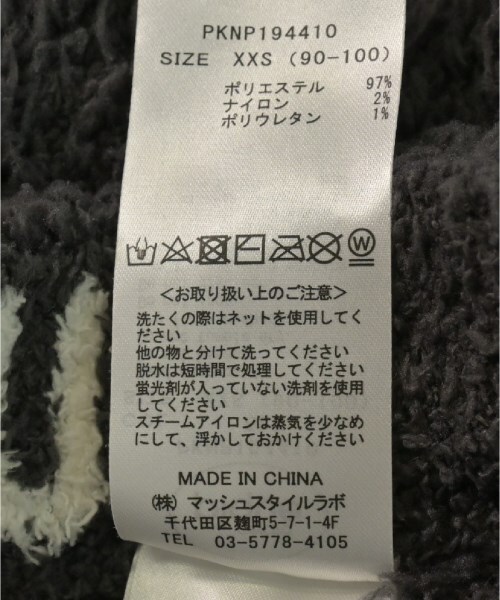 PKNP194410
SIZE XXS (90-100)
ポリエステル 97%
ナイロン 2%
ポリウレタン 1%
W
<お取り扱い上のご注意>
洗たくの際はネットを使用してく
ださい
他の物と分けて洗ってください
脱水は短時間で処理してください
蛍光剤が入っていない洗剤を使用
してください
スチームアイロンは蒸気を少なめ
にして、浮かしておかけください
MADE IN CHINA
(株) マッシュスタイルラボ
千代田区麹町5-7-1-4F
TEL 03-5778-4105